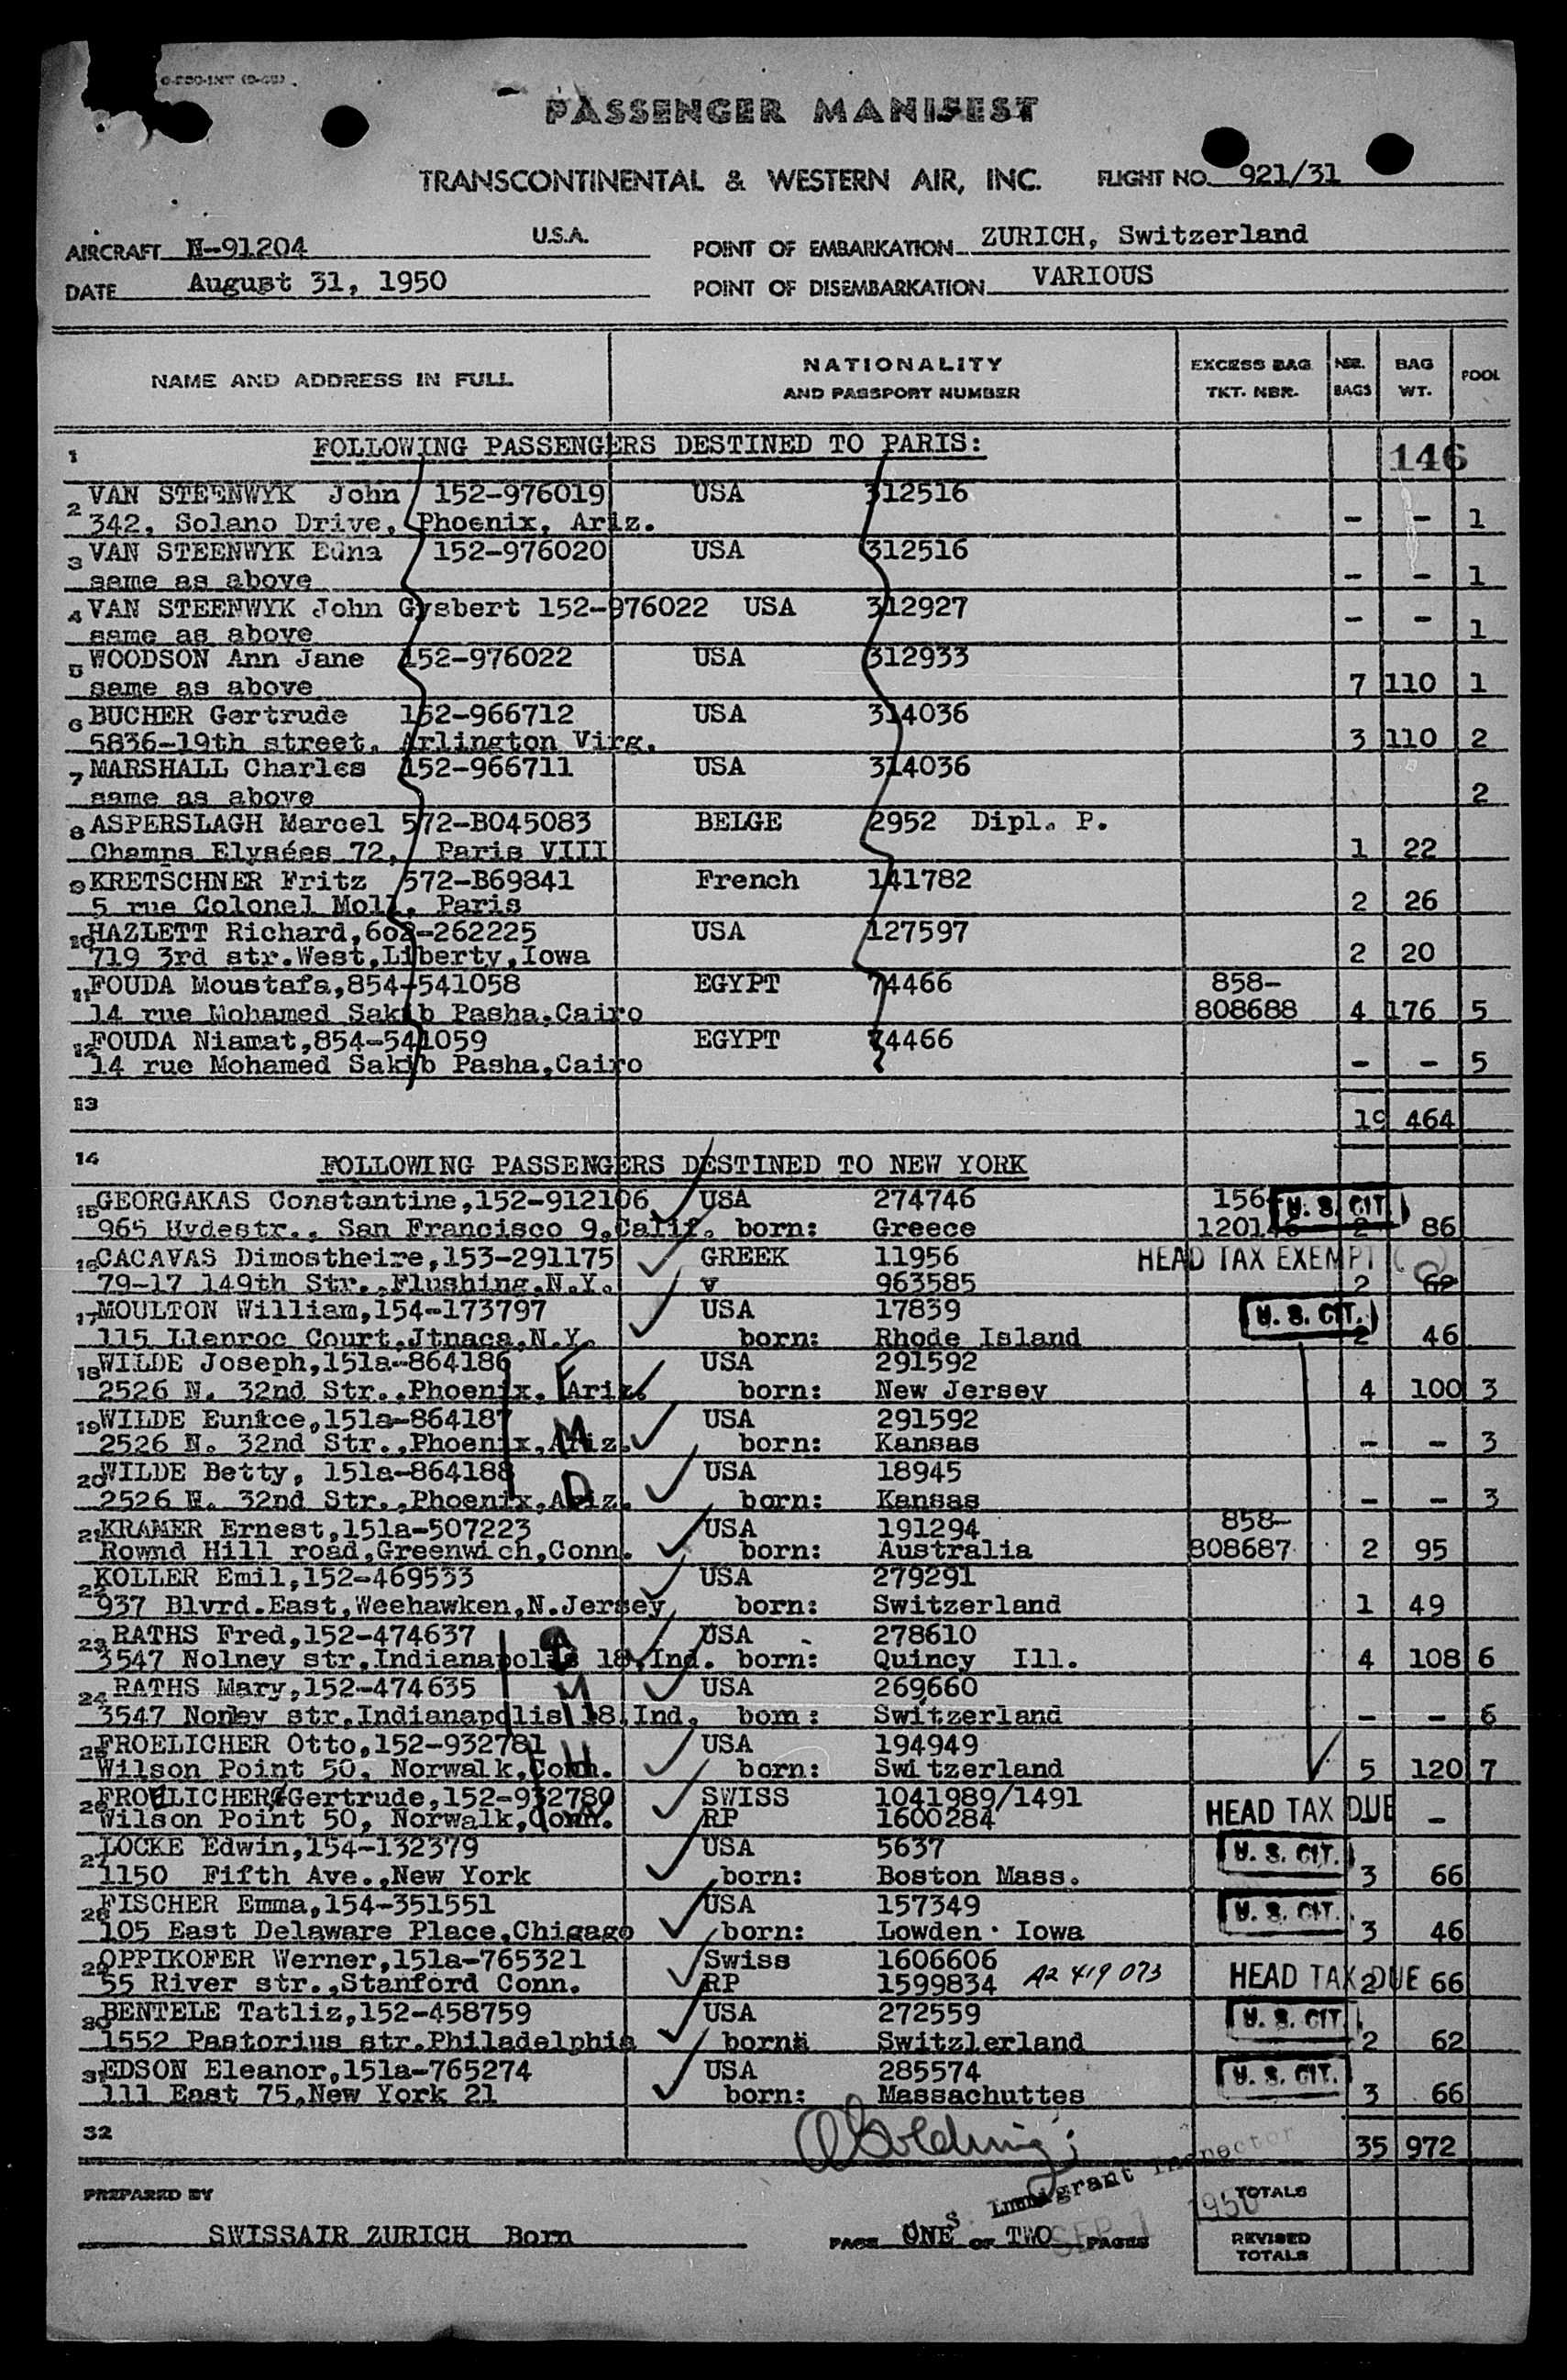 PASSENGER MANIFEST
TRANSCONTINENTAL & WESTERN AIR, INC. FLIGHT NO. 921/31
AIRCRAFT N-91204 U.S.A. POINT OF EMBARKATION ZURICH, Switzerland
DATE August 31, 1950 POINT OF DISEMBARKATION VARIOUS
NAME AND ADDRESS IN FULL NATIONALITY AND PASSPORT NUMBER EXCESS BAG TKT. NBR. NBR. BAGS BAG WT. POOL
1 FOLLOWING PASSENGERS DESTINED TO PARIS: 146
2 VAN STEENWYK John 152-976019 USA 312516
342, Solano Drive, Phoenix, Ariz. - - 1
3 VAN STEENWYK Edna 152-976020 USA 312516
same as above - - 1
4 VAN STEENWYK John Gysbert 152-976022 USA 312927
same as above - - 1
5 WOODSON Ann Jane 152-976022 USA 312933
same as above 7 110 1
6 BUCHER Gertrude 152-966712 USA 314036
5836-19th street, Arlington Virg. 3 110 2
7 MARSHALL Charles 152-966711 USA 314036
same as above 2
8 ASPERSLAGH Marcel 572-B045083 BELGE 2952 Dipl. P.
Champs Elysées 72, Paris VIII 1 22
9 KRETSCHNER Fritz 572-B69841 French 141782
5 rue Colonel Moll, Paris 2 26
10 HAZLETT Richard,602-262225 USA 127597
719 3rd str.West,Liberty,Iowa 2 20
11 FOUDA Moustafa,854-541058 EGYPT 74466 858-
14 rue Mohamed Sakib Pasha,Cairo 808688 4 176 5
12 FOUDA Niamat,854-541059 EGYPT 74466
14 rue Mohamed Sakib Pasha,Cairo - - 5
13 19 464
14 FOLLOWING PASSENGERS DESTINED TO NEW YORK
15 GEORGAKAS Constantine,152-912106 USA 274746 156- U. S. CIT.
965 Hydestr., San Francisco 9,Calif. born: Greece 2 86
16 CACAVAS Dimostheire,153-291175 GREEK 11956 HEAD TAX EXEMPT
79-17 149th Str.,Flushing,N.Y. v 963585 2 62
17 MOULTON William,154-173797 USA 17839 U. S. CIT.
115 Llenroc Court,Jtnaca,N.Y. born: Rhode Island 2 46
18 WILDE Joseph,151a-864186 F USA 291592
2526 N. 32nd Str.,Phoenix, Ariz. born: New Jersey 4 100 3
19 WILDE Eunice,151a-864187 M USA 291592
2526 N. 32nd Str.,Phoenix,Ariz. born: Kansas - - 3
20 WILDE Betty, 151a-864188 D USA 18945
2526 N. 32nd Str.,Phoenix,Ariz. born: Kansas - - 3
21 KRAMER Ernest,151a-507223 USA 191294 858-
Rownd Hill road,Greenwich,Conn. born: Australia 808687 2 95
22 KOLLER Emil,152-469533 USA 279291
937 Blvrd.East,Weehawken,N.Jersey born: Switzerland 1 49
23 RATHS Fred,152-474637 USA 278610
3547 Nolney str,Indianapolis 18,Ind. born: Quincy Ill. 4 108 6
24 RATHS Mary,152-474635 USA 269660
3547 str,Indianapolis 18,Ind. bom: Switzerland - - 6
25 FROELICHER Otto,152-932781 H USA 194949
Wilson Point 50, Norwalk,Conn. born: Switzerland 5 120 7
26 FROELICHER Gertrude,152-932780 SWISS 1041989/1491 HEAD TAX DUE
Wilson Point 50, Norwalk,Conn. W RP 1600284 -
27 LOCKE Edwin,154-132379 USA 5637 U. S. CIT.
1150 Fifth Ave.,New York born: Boston Mass. 3 66
28 FISCHER Emma,154-351551 USA 157349 U. S. CIT.
105 East Delaware Place,Chigago born: Lowden Iowa 3 46
29 OPPIKOFER Werner,151a-765321 Swiss 1606606
55 River str.,Stanford Conn. RP 1599834 A2 419 073 HEAD TAX DUE 2 66
30 BENTELE Tatliz,152-458759 USA 272559 U. S. CIT.
1552 Pastorius str.Philadelphia born: Switzlerland 2 62
31 EDSON Eleanor,151a-765274 USA 285574 U. S. CIT.
111 East 75,New York 21 born: Massachuttes 3 66
32 35 972
U. S. Immigrant Inspector
PREPARED BY SEP 1 1950 TOTALS
SWISSAIR ZURICH Born PAGE ONE OF TWO PAGES REVISED TOTALS